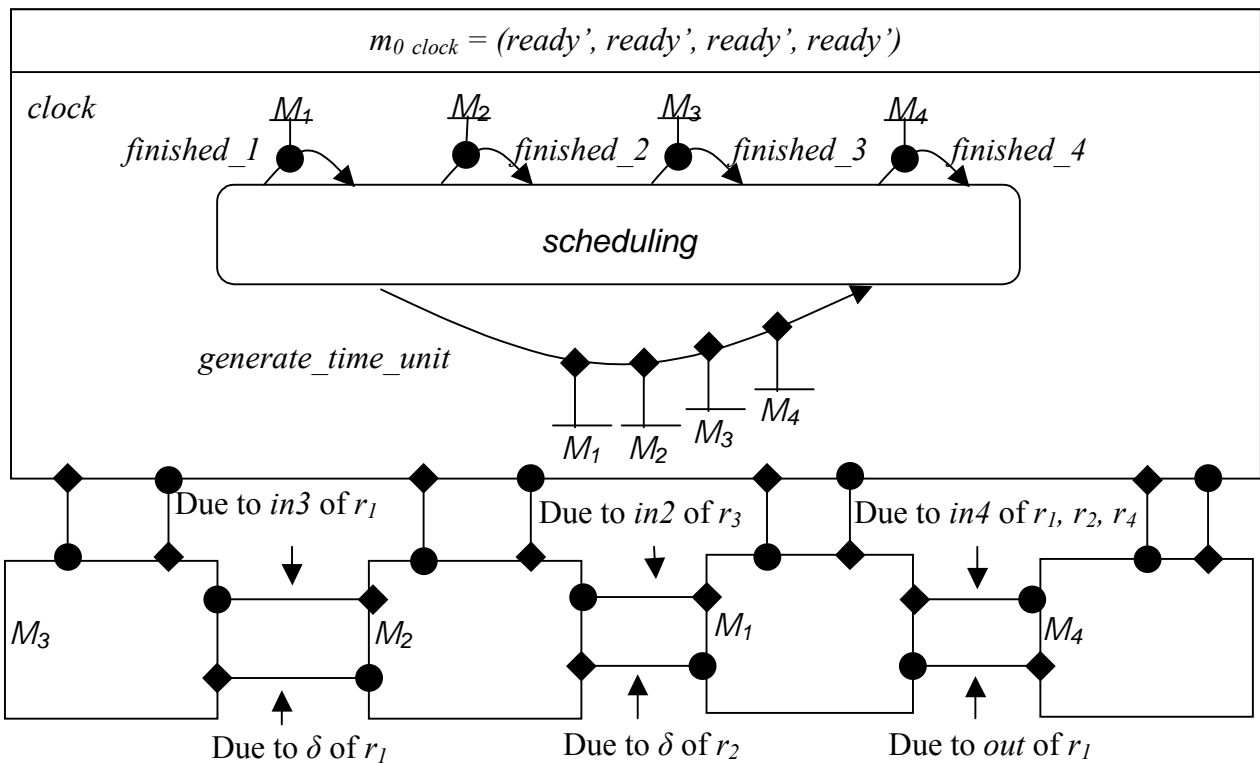 m0 clock = (ready’, ready’, ready’, ready’)
clock
M1 M2 M3 M4
finished_1 finished_2 finished_3 finished_4
scheduling
generate_time_unit
M1 M2 M3 M4
Due to in3 of r1 Due to in2 of r3 Due to in4 of r1, r2, r4
M3 M2 M1 M4
Due to δ of r1 Due to δ of r2 Due to out of r1